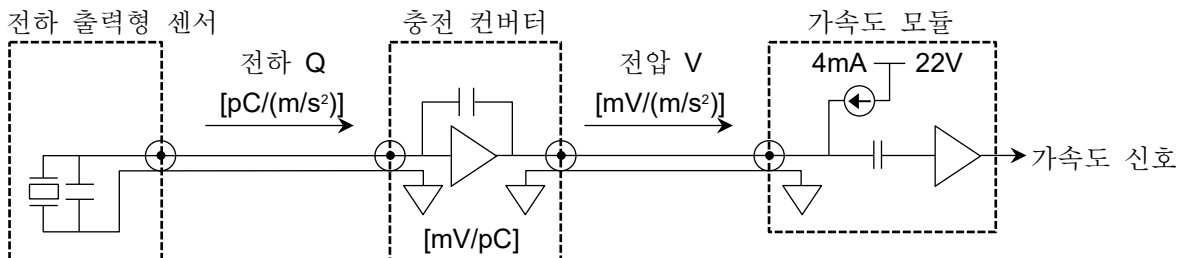 전하 출력형 센서
충전 컨버터
가속도 모듈
전하 Q
[pC/(m/s²)]
전압 V
[mV/(m/s²)]
4mA
22V
가속도 신호
[mV/pC]